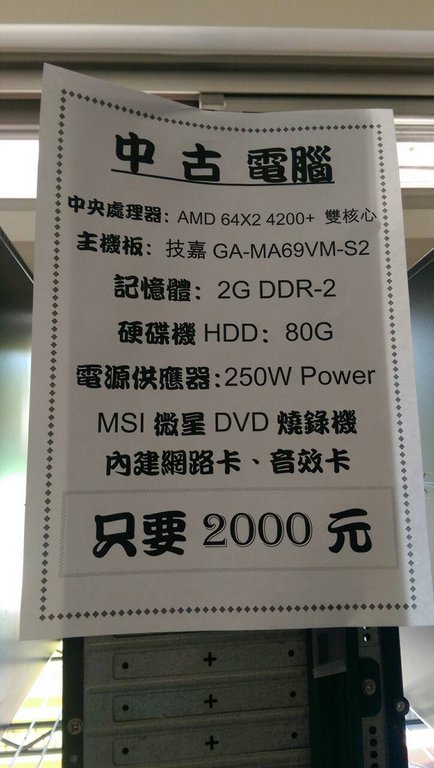 中古電腦
中央處理器：AMD 64X2 4200+ 雙核心
主機板：技嘉 GA-MA69VM-S2
記憶體：2G DDR-2
硬碟機 HDD：80G
電源供應器：250W Power
MSI 微星 DVD 燒錄機
內建網路卡、音效卡
只要 2000 元